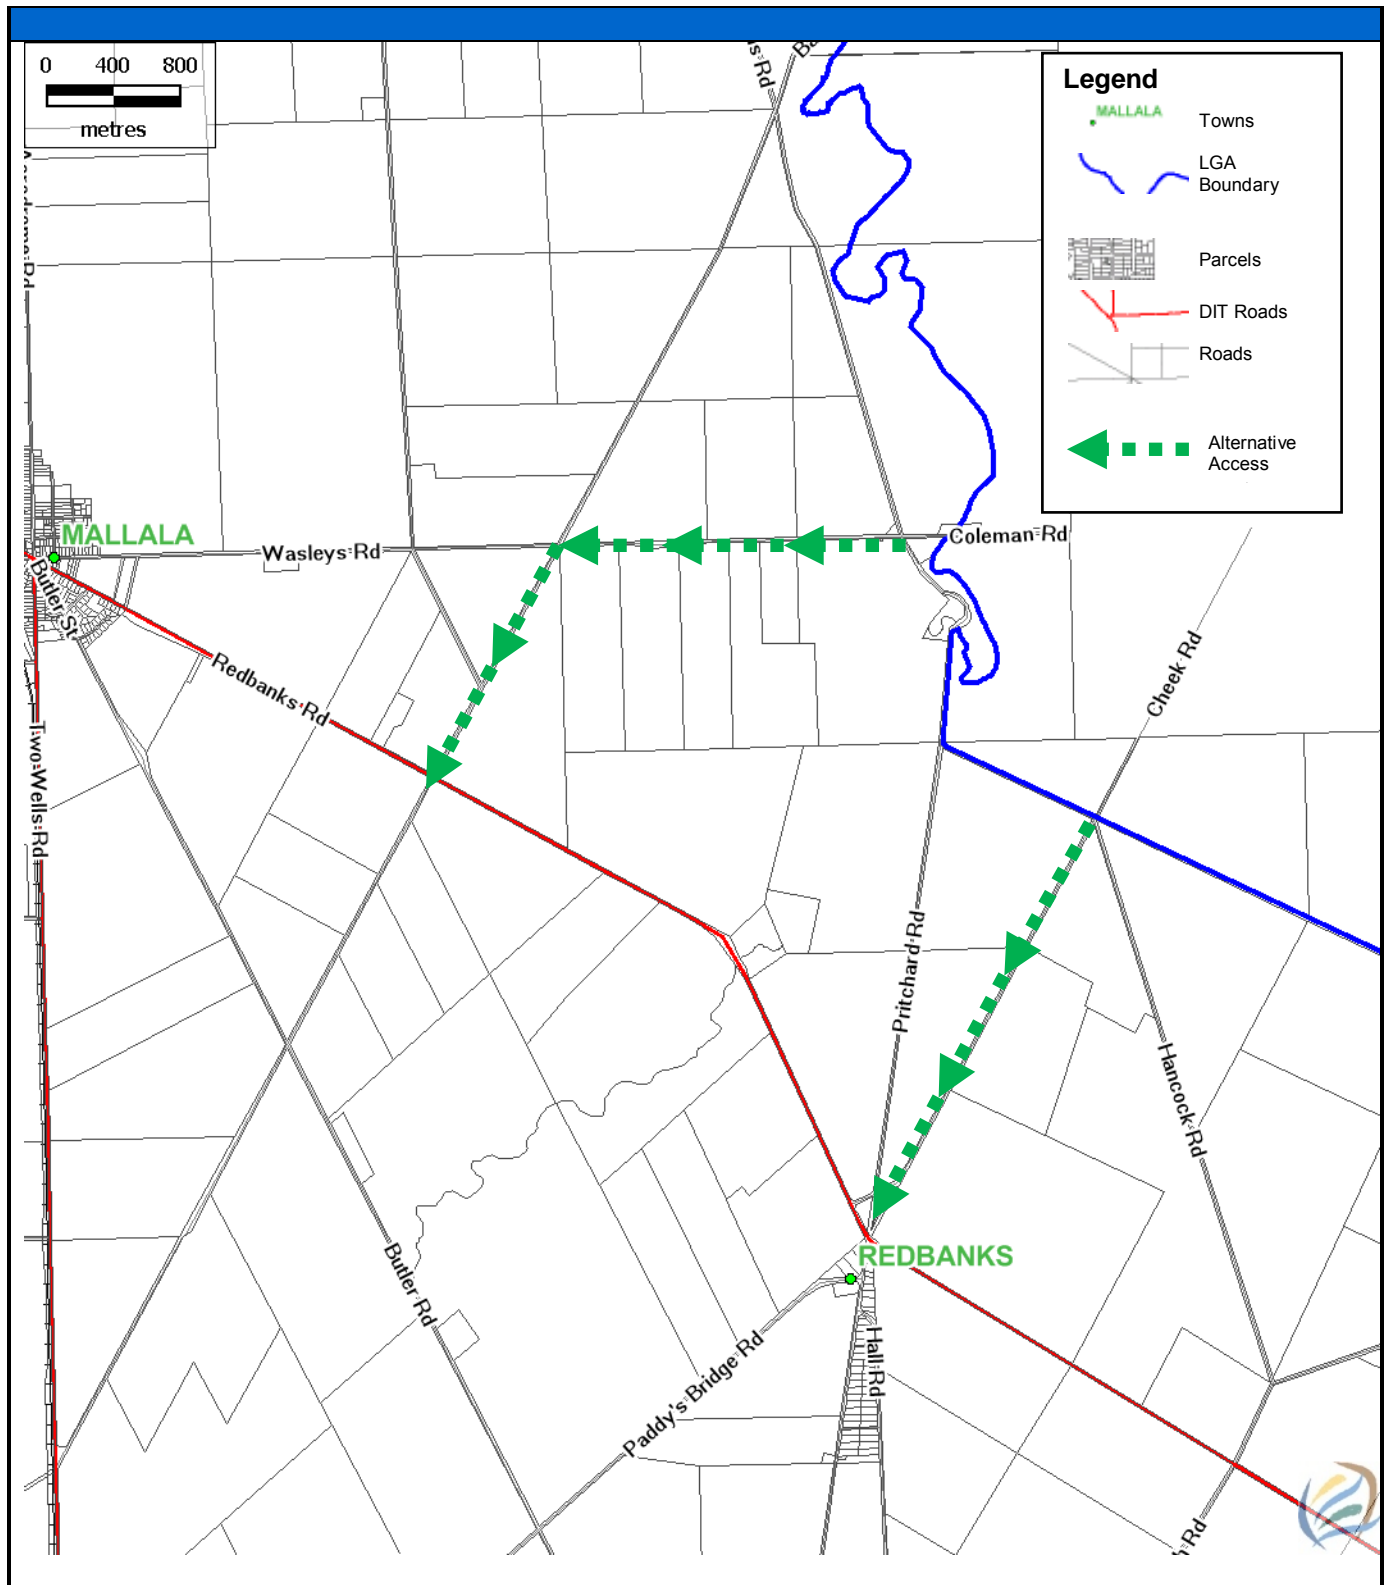 0 400 800
metres
Legend
MALLALA
Towns
LGA
Boundary
Parcels
DIT Roads
Roads
Alternative
Access
MALLALA
Wasleys Rd
Coleman Rd
Butler St
Redbanks Rd
Cheek Rd
Two Wells Rd
Pritchard Rd
Hancock Rd
REDBANKS
Butler Rd
Hall Rd
Paddy's Bridge Rd
Rd